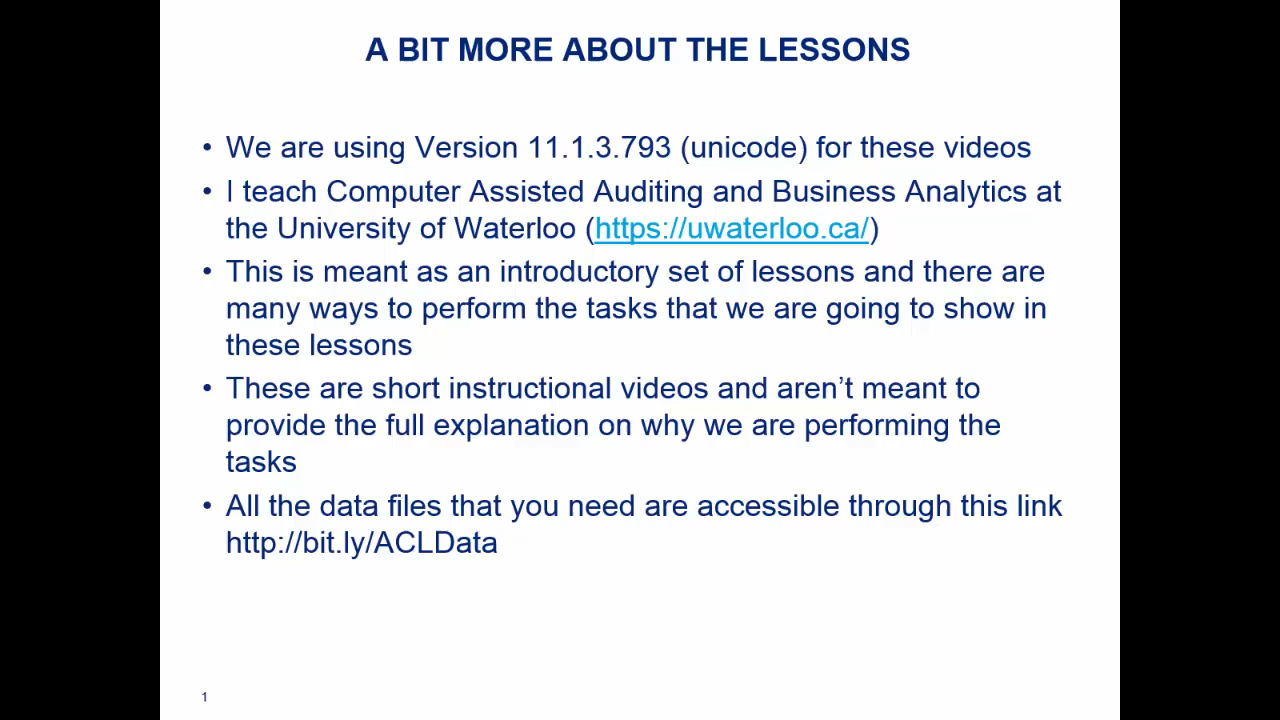 A BIT MORE ABOUT THE LESSONS
• We are using Version 11.1.3.793 (unicode) for these videos
• I teach Computer Assisted Auditing and Business Analytics at
the University of Waterloo (https://uwaterloo.ca/)
• This is meant as an introductory set of lessons and there are
many ways to perform the tasks that we are going to show in
these lessons
• These are short instructional videos and aren’t meant to
provide the full explanation on why we are performing the
tasks
• All the data files that you need are accessible through this link
http://bit.ly/ACLData
1